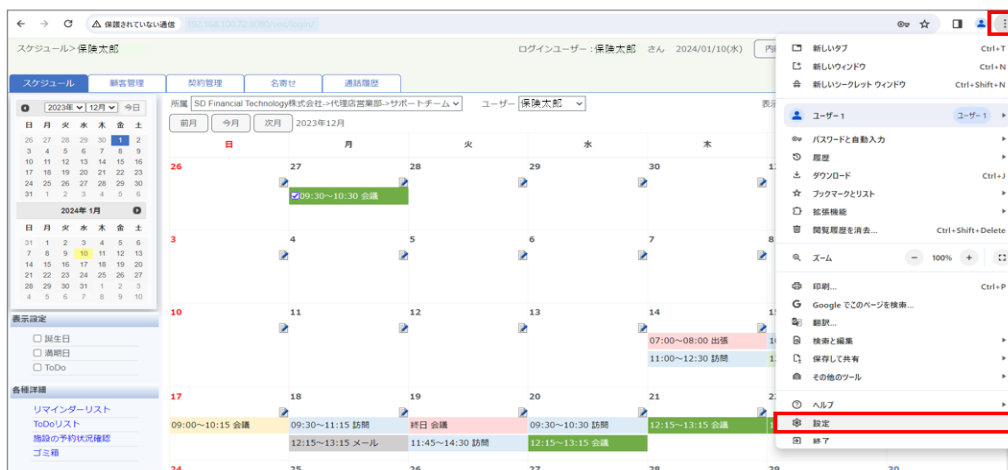 保護されていない通信
スケジュール> 保険太郎
ログインユーザー : 保険太郎 さん 2024/01/10(水)
スケジュール 顧客管理 契約管理 名寄せ 通話履歴
2023年 12月 今日
日 月 火 水 木 金 土
26 27 28 29 30 1 2
3 4 5 6 7 8 9
10 11 12 13 14 15 16
17 18 19 20 21 22 23
24 25 26 27 28 29 30
31 1 2 3 4 5 6
2024年 1月
日 月 火 水 木 金 土
31 1 2 3 4 5 6
7 8 9 10 11 12 13
14 15 16 17 18 19 20
21 22 23 24 25 26 27
28 29 30 31 1 2 3
4 5 6 7 8 9 10
表示設定
誕生日
満期日
ToDo
各種詳細
リマインダーリスト
ToDoリスト
施設の予約状況確認
ゴミ箱
所属 SD Financial Technology株式会社->代理店営業部->サポートチーム ユーザー 保険太郎
前月 今月 次月 2023年12月
日 月 火 水 木
26 27 28 29 30
09:30～10:30 会議
3 4 5 6 7 8
10 11 12 13 14
07:00～08:00 出張
11:00～12:30 訪問
17 18 19 20 21
09:00～10:15 会議 09:30～11:15 訪問 終日 会議 09:30～10:30 訪問 12:15～13:15 会議
12:15～13:15 メール 11:45～14:30 訪問 12:15～13:15 会議
24 25 26 27 28 29 30
新しいタブ Ctrl+T
新しいウィンドウ Ctrl+N
新しいシークレット ウィンドウ Ctrl+Shift+N
ユーザー 1 ユーザー 1
パスワードと自動入力
履歴
ダウンロード Ctrl+J
ブックマークとリスト
拡張機能
閲覧履歴を消去... Ctrl+Shift+Delete
ズーム − 100% +
印刷... Ctrl+P
Google でこのページを検索...
翻訳...
検索と編集
保存して共有
その他のツール
ヘルプ
設定
終了